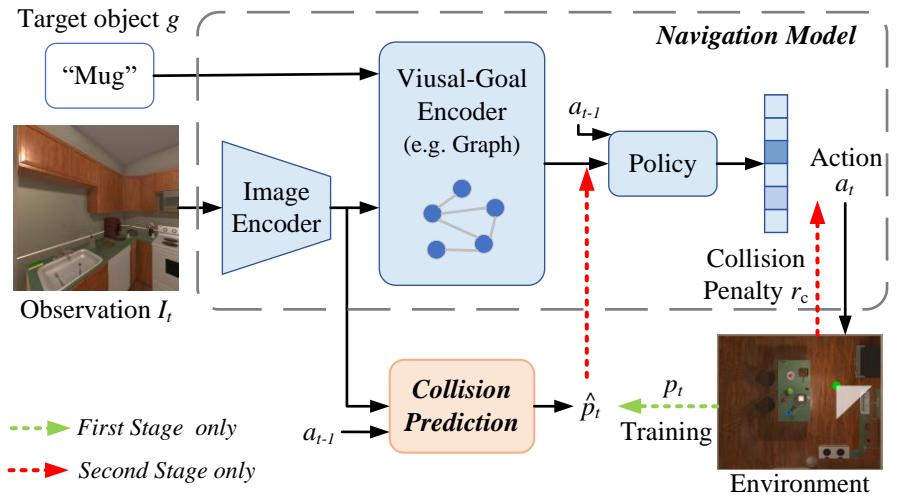 Target object g
Navigation Model
“Mug”
Viusal-Goal
Encoder
(e.g. Graph)
a_{t-1}
Policy
Action
a_t
Image
Encoder
Collision
Penalty r_c
Observation I_t
Collision
Prediction
a_{t-1}
p̂_t
p_t
Training
First Stage only
Second Stage only
Environment